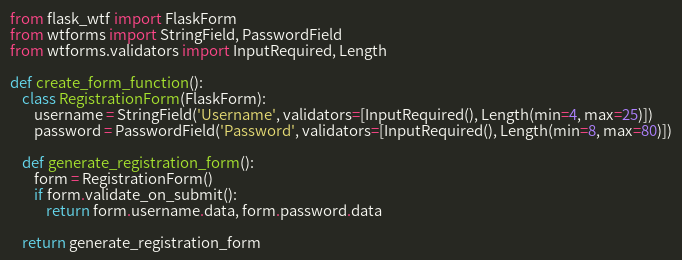 from flask_wtf import FlaskForm
from wtforms import StringField, PasswordField
from wtforms.validators import InputRequired, Length

def create_form_function():
    class RegistrationForm(FlaskForm):
        username = StringField('Username', validators=[InputRequired(), Length(min=4, max=25)])
        password = PasswordField('Password', validators=[InputRequired(), Length(min=8, max=80)])

    def generate_registration_form():
        form = RegistrationForm()
        if form.validate_on_submit():
            return form.username.data, form.password.data

    return generate_registration_form